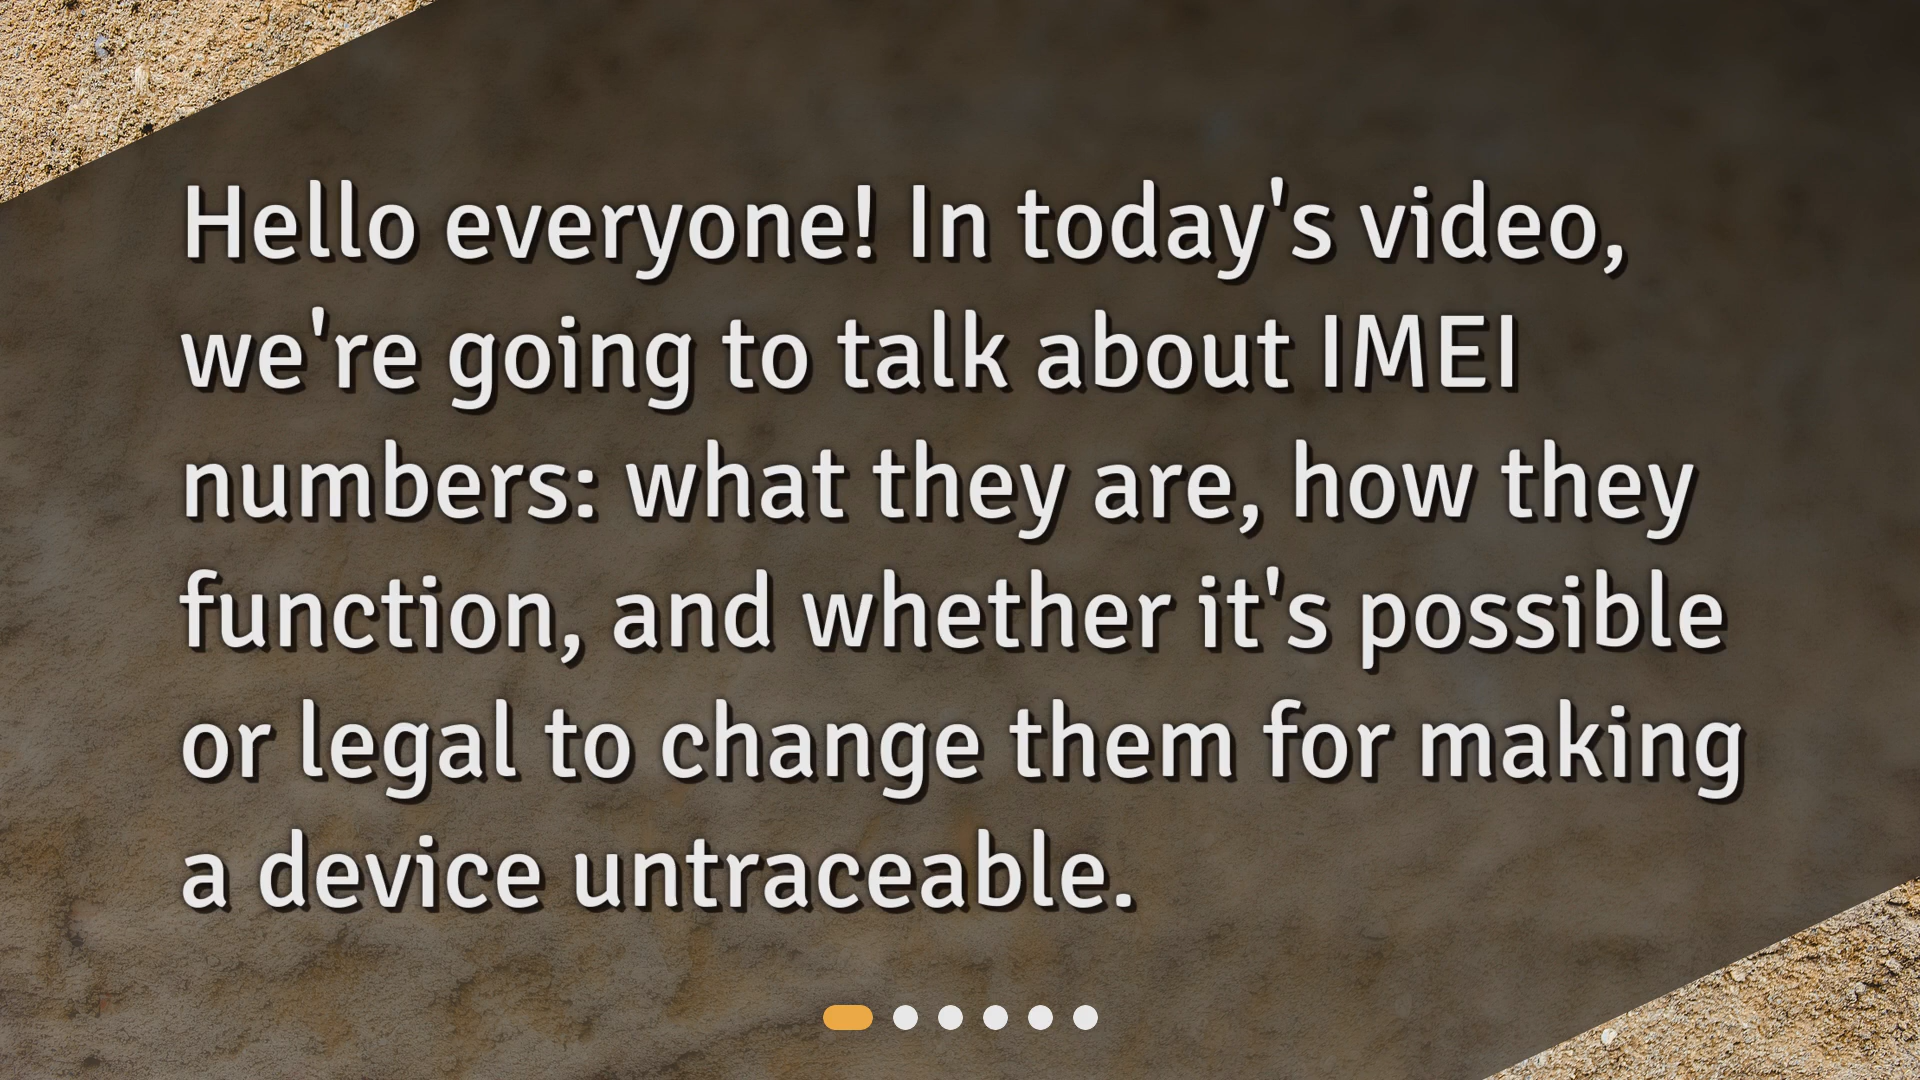 Hello everyone! In today's video,
we're going to talk about IMEI
numbers: what they are, how they
function, and whether it's possible
or legal to change them for making
a device untraceable.